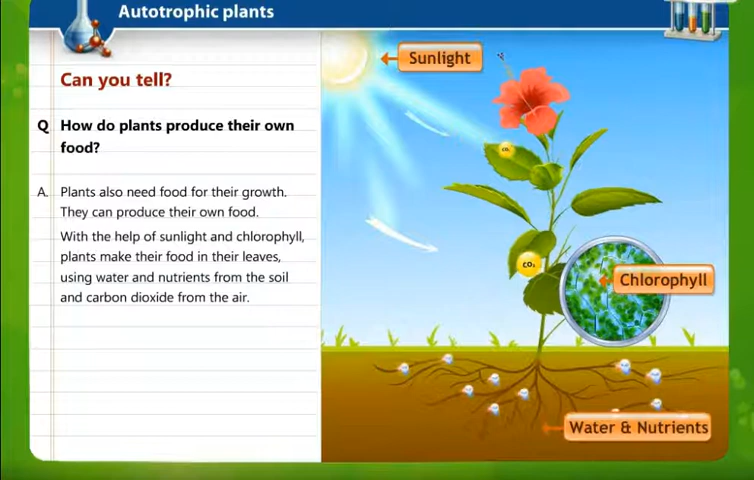 Autotrophic plants
Can you tell?
Q How do plants produce their own
food?
A. Plants also need food for their growth.
They can produce their own food.
With the help of sunlight and chlorophyll,
plants make their food in their leaves,
using water and nutrients from the soil
and carbon dioxide from the air.
Sunlight
CO₂
CO₂
Chlorophyll
Water & Nutrients